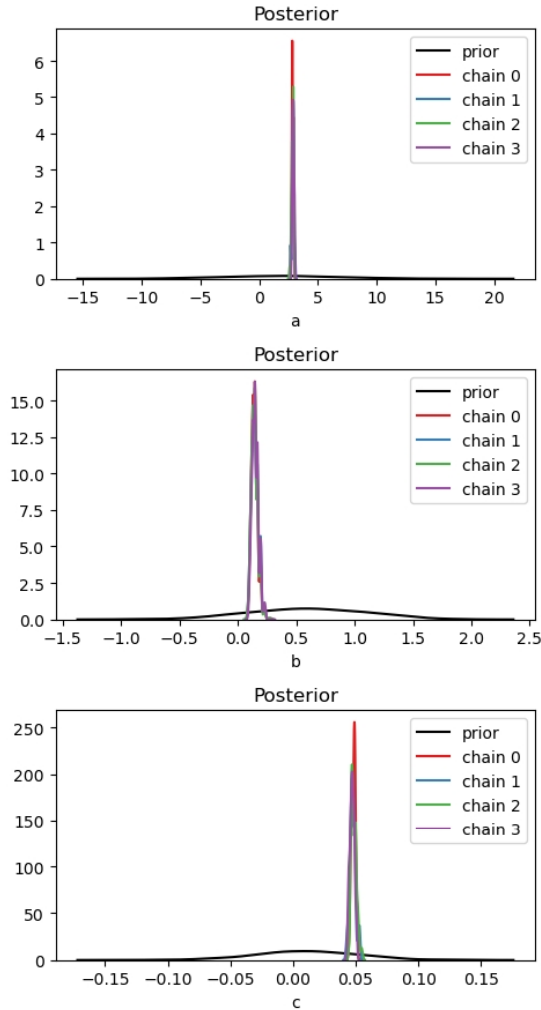 Posterior
6
5
4
3
2
1
0
prior
chain 0
chain 1
chain 2
chain 3
−15 −10 −5 0 5 10 15 20
a
Posterior
15.0
12.5
10.0
7.5
5.0
2.5
0.0
prior
chain 0
chain 1
chain 2
chain 3
−1.5 −1.0 −0.5 0.0 0.5 1.0 1.5 2.0 2.5
b
Posterior
250
200
150
100
50
0
prior
chain 0
chain 1
chain 2
chain 3
−0.15 −0.10 −0.05 0.00 0.05 0.10 0.15
c